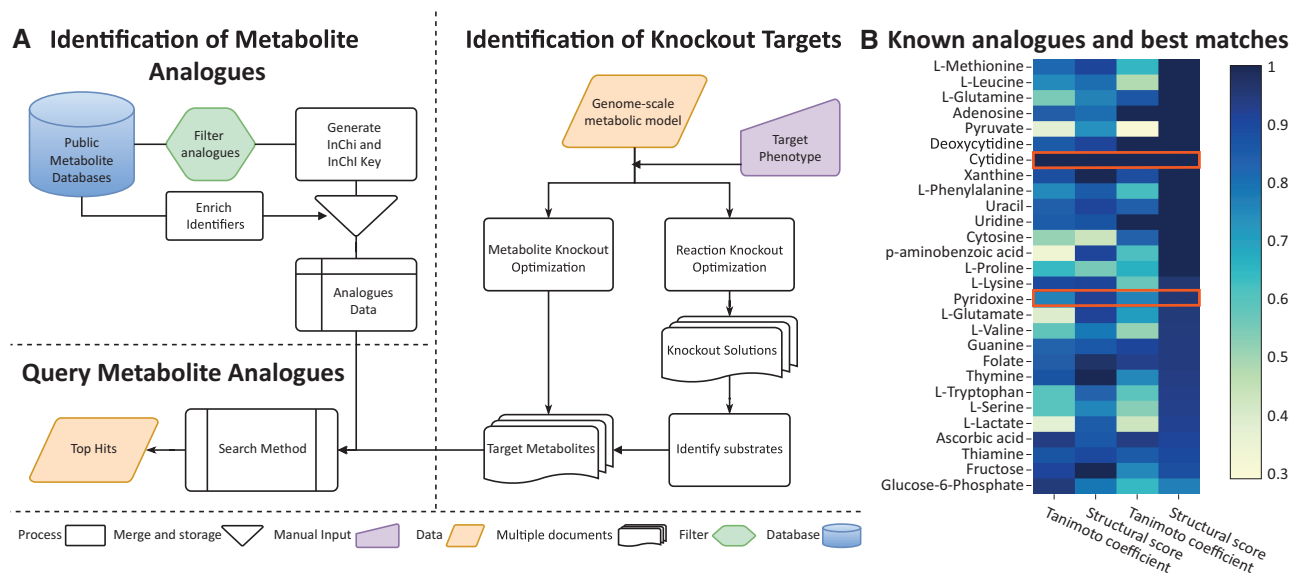 A Identification of Metabolite
Analogues
Public
Metabolite
Databases
Filter
analogues
Generate
InChi and
InChI Key
Enrich
Identifiers
Analogues
Data
Query Metabolite Analogues
Top Hits
Search Method
Identification of Knockout Targets
Genome-scale
metabolic model
Target
Phenotype
Metabolite Knockout
Optimization
Reaction Knockout
Optimization
Knockout Solutions
Target Metabolites
Identify substrates
Process
Merge and storage
Manual Input
Data
Multiple documents
Filter
Database
B Known analogues and best matches
L-Methionine
L-Leucine
L-Glutamine
Adenosine
Pyruvate
Deoxycytidine
Cytidine
Xanthine
L-Phenylalanine
Uracil
Uridine
Cytosine
p-aminobenzoic acid
L-Proline
L-Lysine
Pyridoxine
L-Glutamate
L-Valine
Guanine
Folate
Thymine
L-Tryptophan
L-Serine
L-Lactate
Ascorbic acid
Thiamine
Fructose
Glucose-6-Phosphate
Tanimoto coefficient
Structural score
Tanimoto coefficient
Structural score
1
0.9
0.8
0.7
0.6
0.5
0.4
0.3